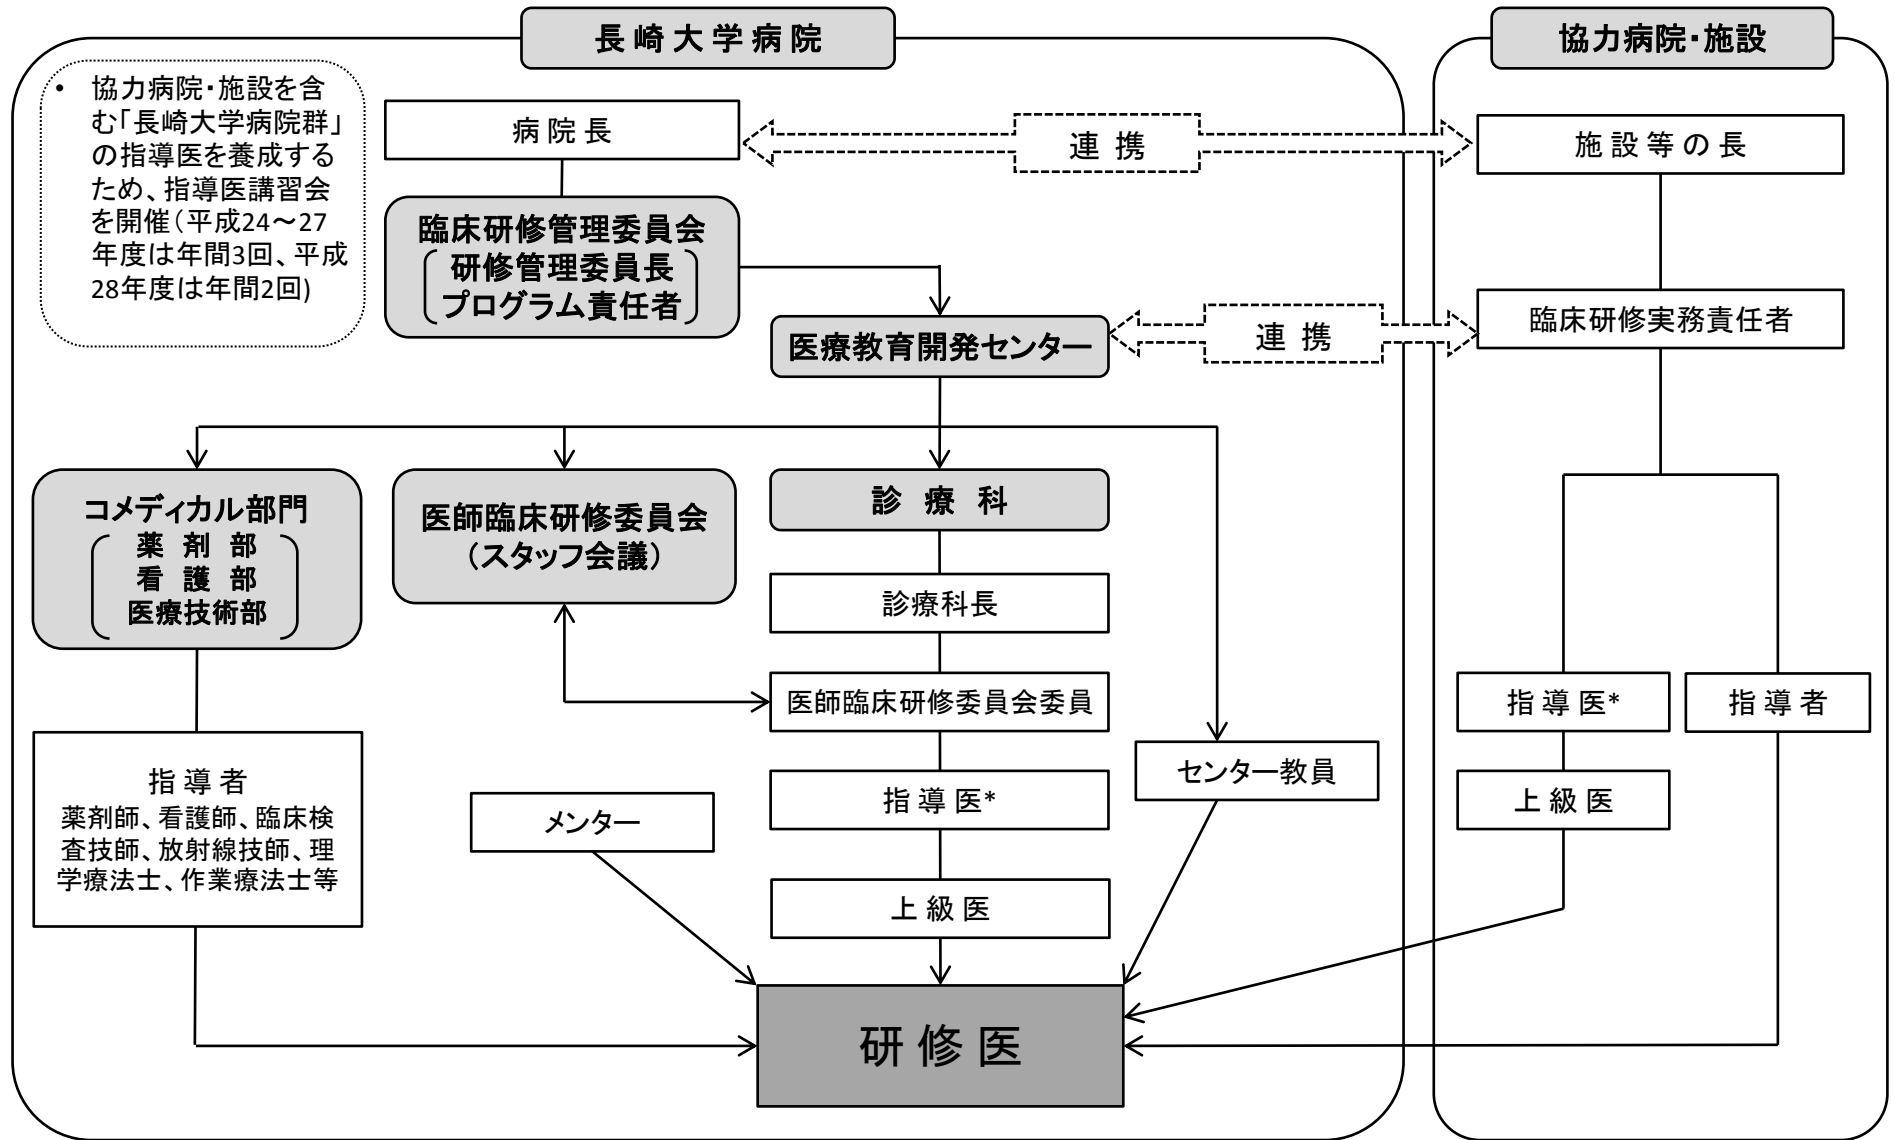 長崎大学病院
協力病院・施設
• 協力病院・施設を含
む「長崎大学病院群」
の指導医を養成する
ため、指導医講習会
を開催(平成24～27
年度は年間3回、平成
28年度は年間2回)
病院長
連携
施設等の長
臨床研修管理委員会
研修管理委員長
プログラム責任者
医療教育開発センター
連携
臨床研修実務責任者
コメディカル部門
薬剤部
看護部
医療技術部
医師臨床研修委員会
(スタッフ会議)
診療科
診療科長
医師臨床研修委員会委員
指導医*
上級医
センター教員
メンター
指導者
薬剤師、看護師、臨床検
査技師、放射線技師、理
学療法士、作業療法士等
指導医*
指導者
上級医
研修医